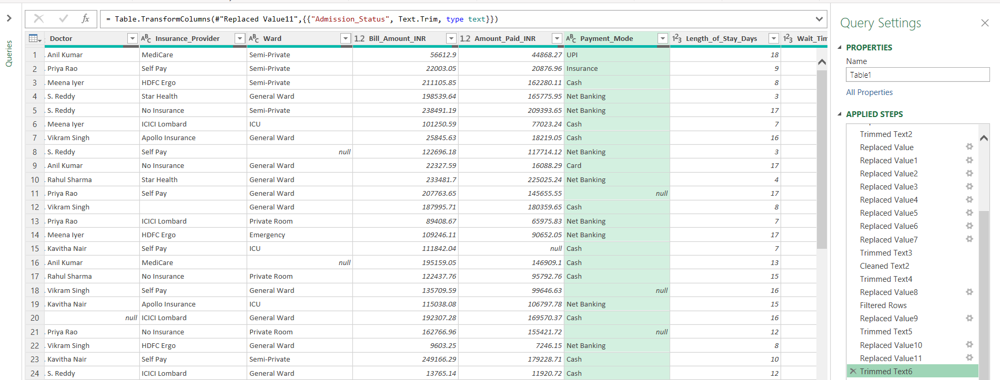 = Table.TransformColumns(#"Replaced Value11",{{"Admission_Status", Text.Trim, type text}})
Queries
Doctor	Insurance_Provider	Ward	Bill_Amount_INR	Amount_Paid_INR	Payment_Mode	Length_of_Stay_Days	Wait_Tim
1	. Anil Kumar	MediCare	Semi-Private	56612.9	44868.27	UPI	18
2	. Priya Rao	Self Pay	Semi-Private	22003.05	20876.96	Insurance	9
3	. Meena Iyer	HDFC Ergo	Semi-Private	211105.85	162280.11	Cash	8
4	. S. Reddy	Star Health	General Ward	198539.64	165775.95	Net Banking	3
5	. S. Reddy	No Insurance	Semi-Private	238491.19	209393.65	Net Banking	17
6	. Meena Iyer	ICICI Lombard	ICU	101250.59	77023.24	Cash	7
7	. Vikram Singh	Apollo Insurance	General Ward	25845.63	18219.05	Cash	16
8	. S. Reddy	Self Pay	null	122696.18	117714.12	Net Banking	3
9	. Anil Kumar	No Insurance	General Ward	22327.59	16088.29	Card	17
10	. Rahul Sharma	Star Health	General Ward	233481.7	225025.24	Net Banking	4
11	. Priya Rao	Self Pay	General Ward	207763.65	145655.55	null	17
12	. Vikram Singh		General Ward	187995.71	180359.65	Cash	8
13	. Priya Rao	ICICI Lombard	Private Room	89408.67	65975.83	Net Banking	7
14	. Meena Iyer	HDFC Ergo	Emergency	109246.11	90652.05	Net Banking	17
15	. Kavitha Nair	Self Pay	ICU	111842.04	null	Cash	7
16	. Anil Kumar	MediCare	null	195159.05	146909.1	Cash	13
17	. Rahul Sharma	No Insurance	Private Room	122437.76	95792.76	Cash	15
18	. Vikram Singh	Self Pay	General Ward	135709.59	99646.63	null	16
19	. Kavitha Nair	Apollo Insurance	ICU	115038.08	106797.78	Net Banking	15
20	null	ICICI Lombard	General Ward	192307.28	169570.37	Cash	16
21	. Priya Rao	No Insurance	Private Room	162766.96	155421.72	null	12
22	. Vikram Singh	HDFC Ergo	General Ward	9603.25	7246.15	Net Banking	8
23	. Kavitha Nair	Self Pay	Semi-Private	249166.29	179228.71	Cash	10
24	. S. Reddy	ICICI Lombard	General Ward	13765.14	11920.72	Cash	12
Query Settings
PROPERTIES
Name
Table1
All Properties
APPLIED STEPS
Trimmed Text2
Replaced Value
Replaced Value1
Replaced Value2
Replaced Value3
Replaced Value4
Replaced Value5
Replaced Value6
Replaced Value7
Trimmed Text3
Cleaned Text2
Trimmed Text4
Replaced Value8
Filtered Rows
Replaced Value9
Trimmed Text5
Replaced Value10
Replaced Value11
Trimmed Text6